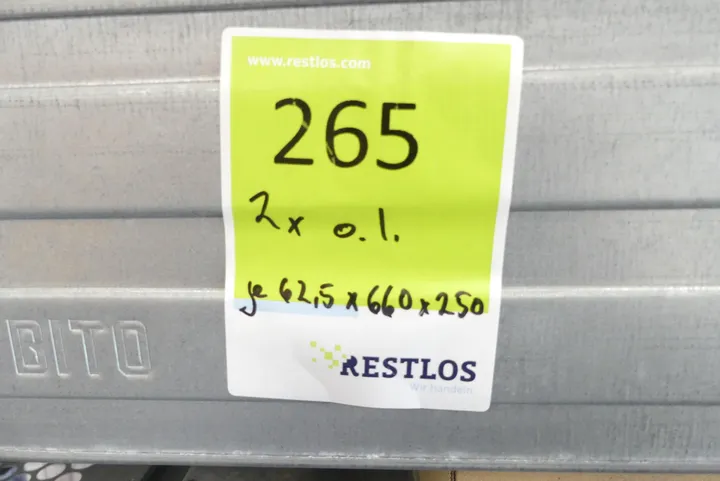 www.restlos.com
265
2x o.l.
je 62,5 x 660 x 250
BITO
RESTLOS
Wir handeln